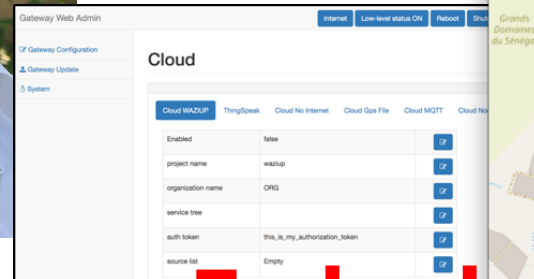 Gateway Web Admin
Internet Low-level status ON Reboot Shut
Gateway Configuration
Gateway Update
System
Cloud
Cloud WAZIUP ThingSpeak Cloud No Internet Cloud Gps File Cloud MQTT Cloud No
Enabled false
project name waziup
organization name ORG
service tree
auth token this_is_my_authorization_token
source list Empty
Grands
Domaines
du Sénéga